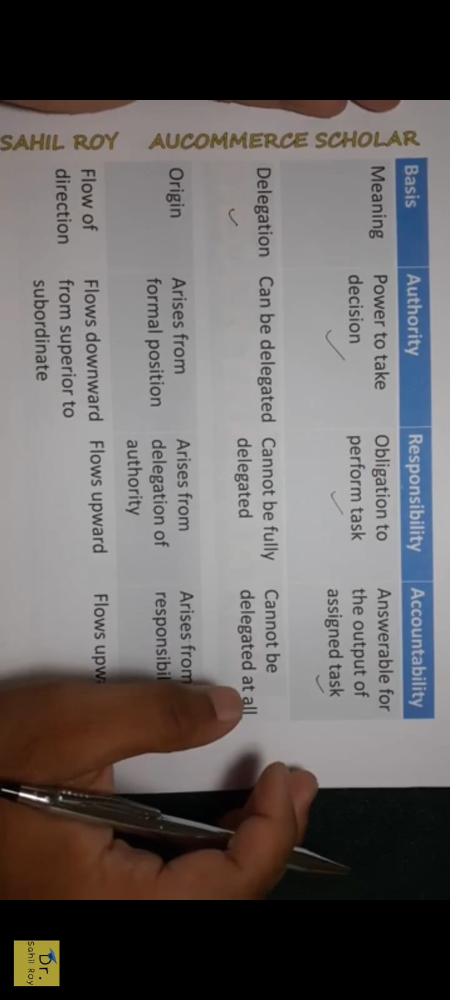 SAHIL ROY AUCOMMERCE SCHOLAR
Basis Authority Responsibility Accountability
Meaning Power to take Obligation to Answerable for
decision perform task the output of
assigned task
Delegation Can be delegated Cannot be fully Cannot be
delegated delegated at all
Origin Arises from Arises from Arises from
formal position delegation of
authority
Flow of Flows downward Flows upward Flows
direction from superior to
subordinate
Dr.
Sahil Roy